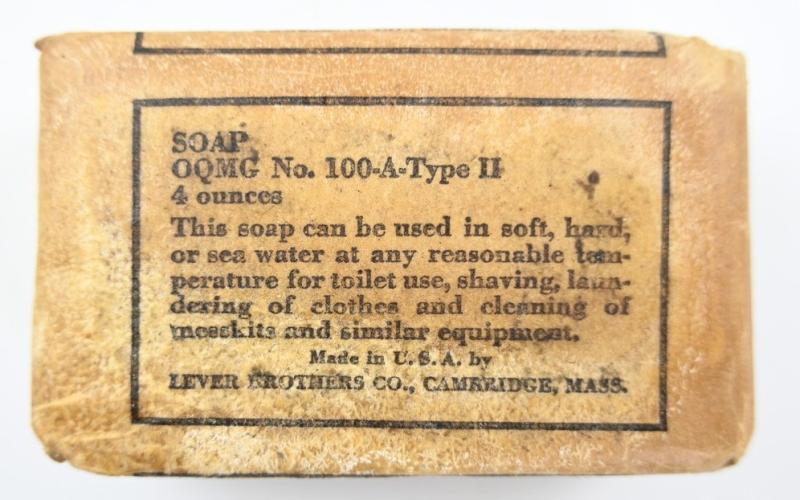 SOAP
OQMG No. 100-A-Type II
4 ounces
This soap can be used in soft, hard,
or sea water at any reasonable tem-
perature for toilet use, shaving, laun-
dering of clothes and cleaning of
messkits and similar equipment.
Made in U.S.A. by
LEVER BROTHERS CO., CAMBRIDGE, MASS.